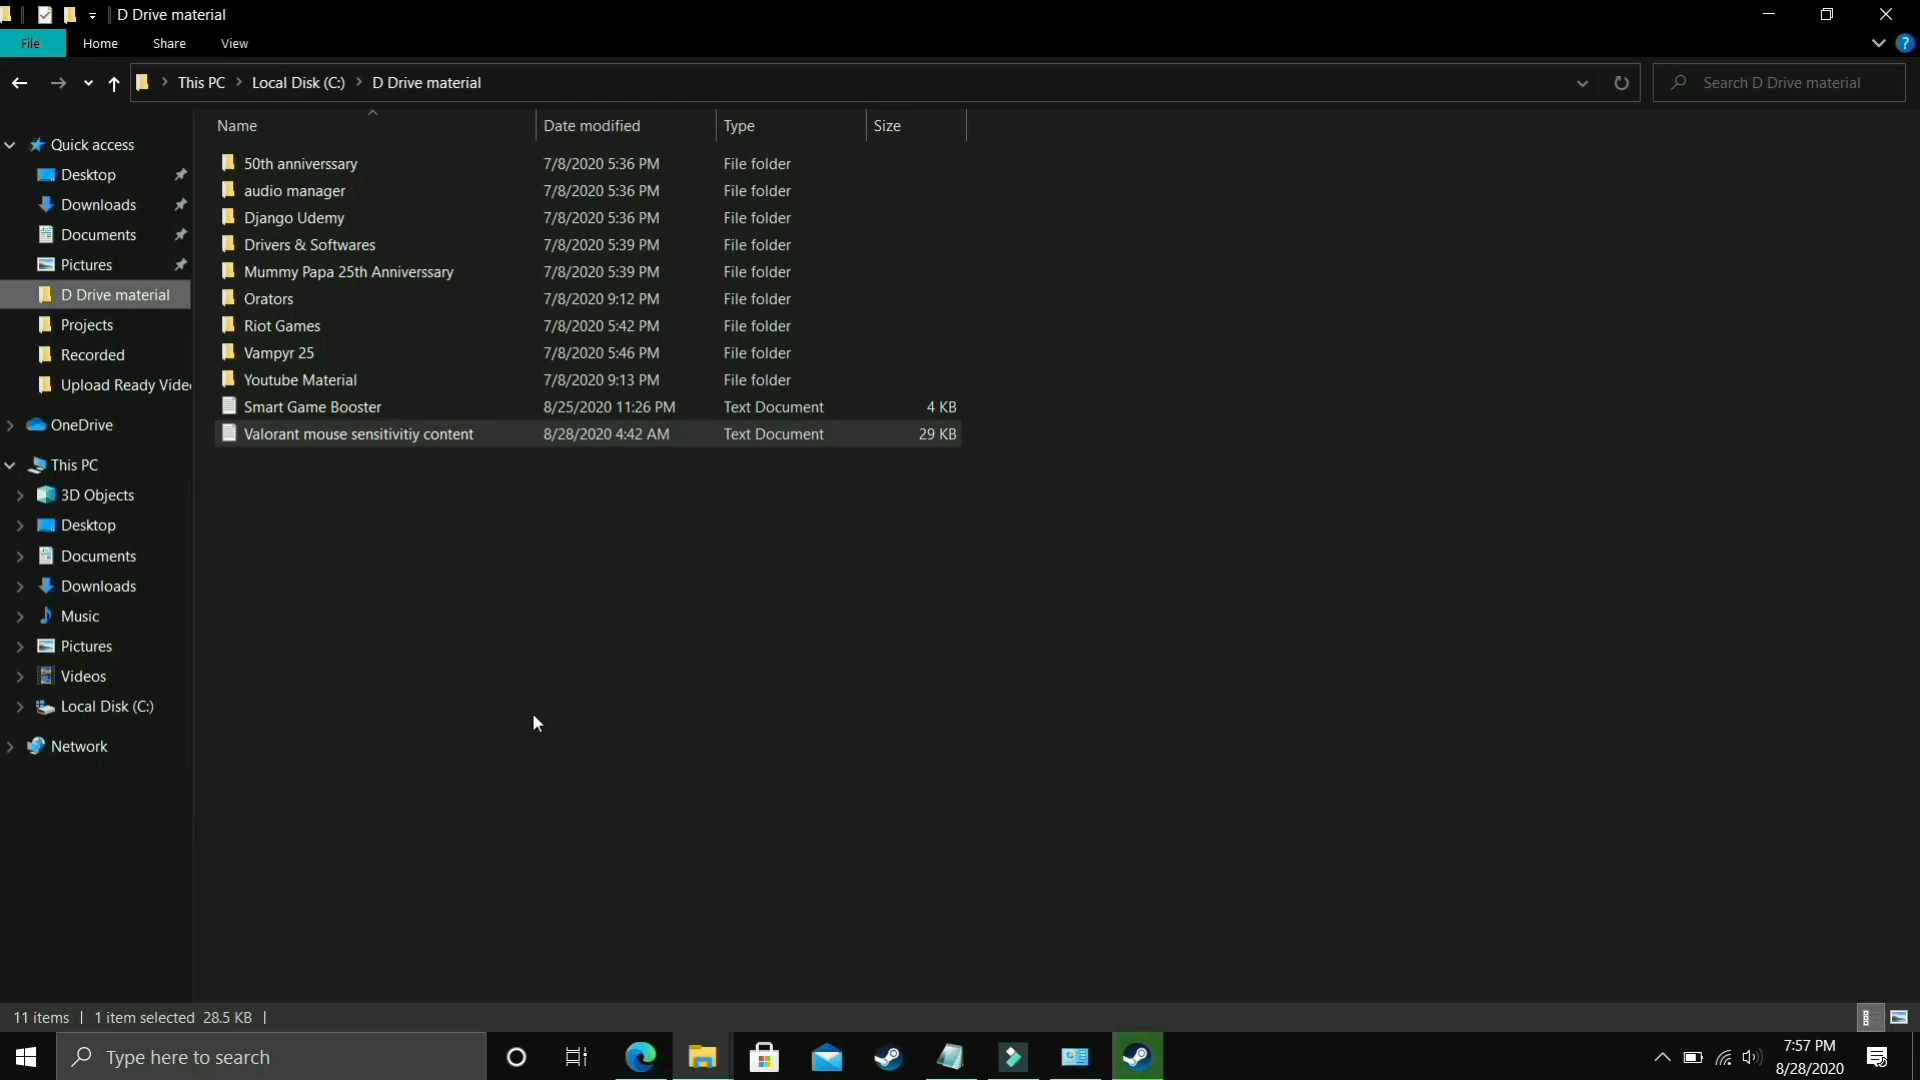 D Drive material
File Home Share View
This PC Local Disk (C:) D Drive material
Search D Drive material
Name Date modified Type Size
Quick access
Desktop
Downloads
Documents
Pictures
D Drive material
Projects
Recorded
Upload Ready Vide
OneDrive
This PC
3D Objects
Desktop
Documents
Downloads
Music
Pictures
Videos
Local Disk (C:)
Network
50th anniverssary 7/8/2020 5:36 PM File folder
audio manager 7/8/2020 5:36 PM File folder
Django Udemy 7/8/2020 5:36 PM File folder
Drivers & Softwares 7/8/2020 5:39 PM File folder
Mummy Papa 25th Anniverssary 7/8/2020 5:39 PM File folder
Orators 7/8/2020 9:12 PM File folder
Riot Games 7/8/2020 5:42 PM File folder
Vampyr 25 7/8/2020 5:46 PM File folder
Youtube Material 7/8/2020 9:13 PM File folder
Smart Game Booster 8/25/2020 11:26 PM Text Document 4 KB
Valorant mouse sensitivitiy content 8/28/2020 4:42 AM Text Document 29 KB
11 items 1 item selected 28.5 KB
Type here to search
7:57 PM
8/28/2020